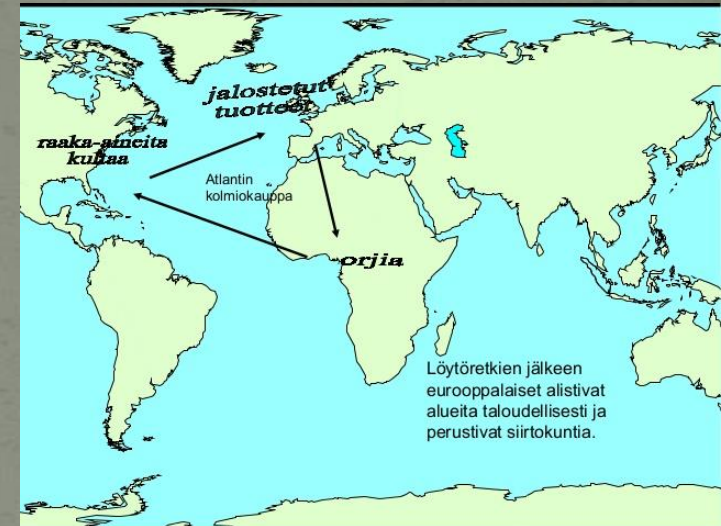 jalostetut
tuotteet
raaka-aineita
kultaa
Atlantin
kolmiokauppa
orjia
Löytöretkien jälkeen
eurooppalaiset alistivat
alueita taloudellisesti ja
perustivat siirtokuntia.